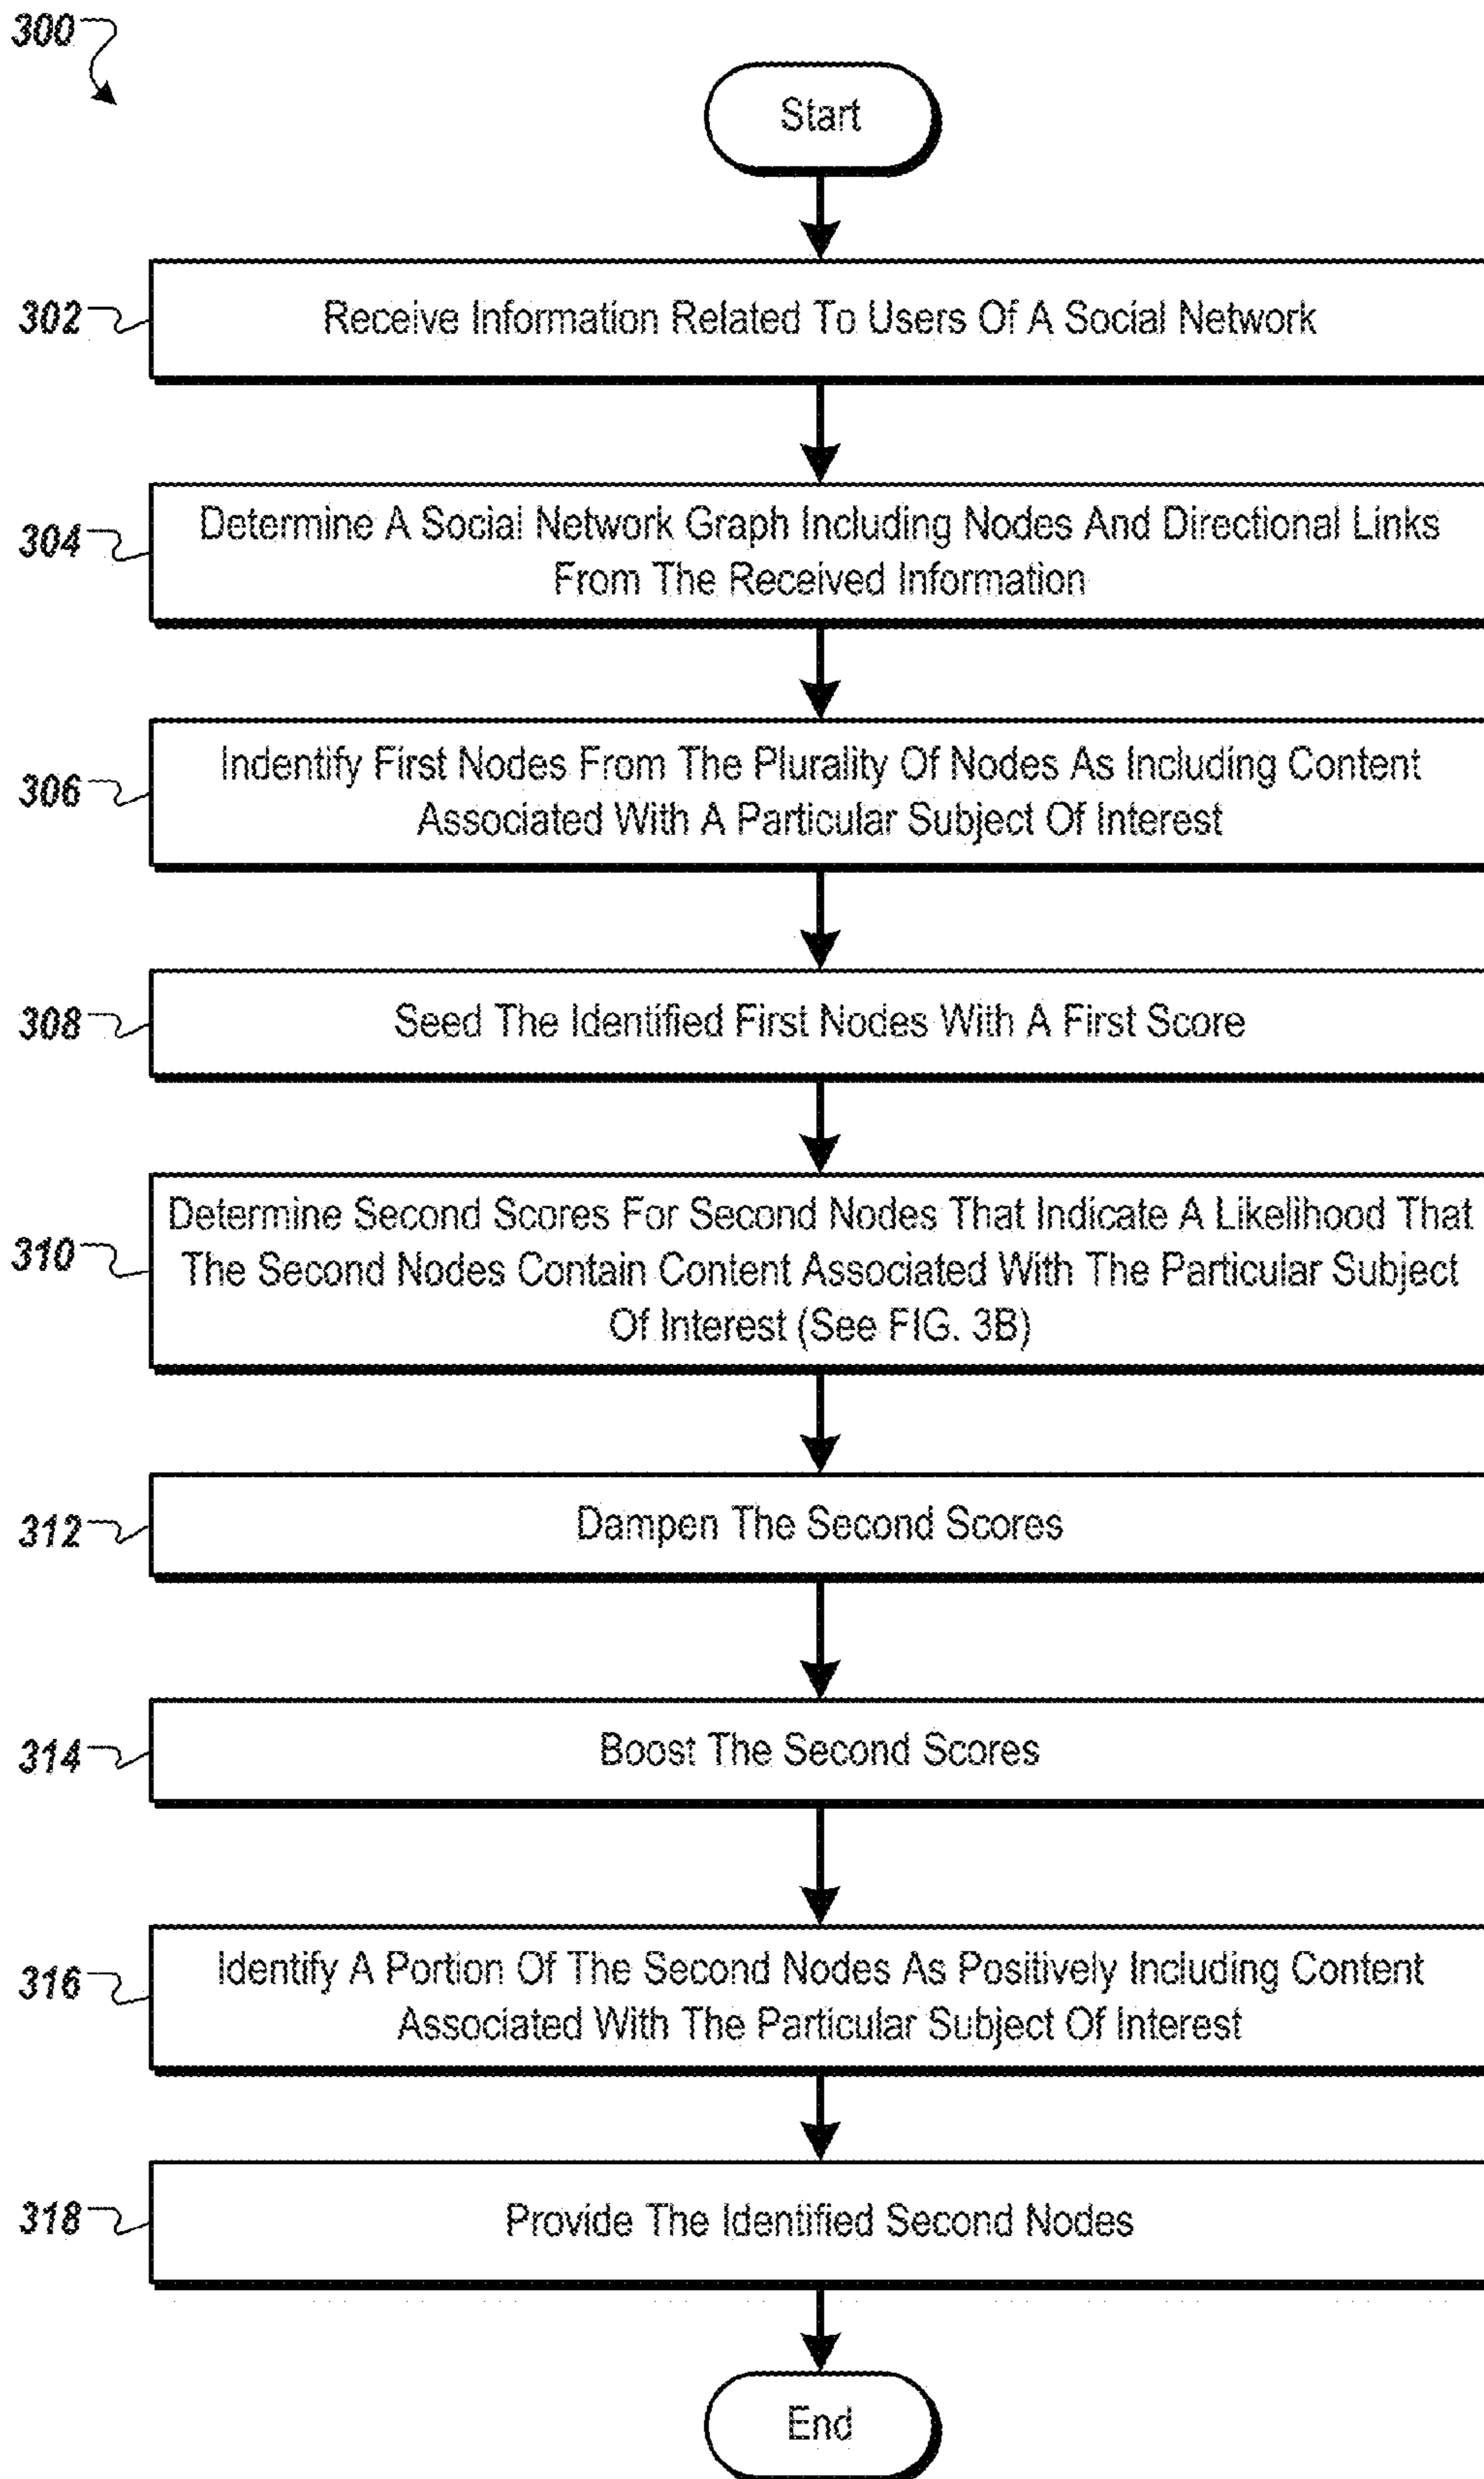 300
Start
302
Receive Information Related To Users Of A Social Network
304
Determine A Social Network Graph Including Nodes And Directional Links
From The Received Information
306
Indentify First Nodes From The Plurality Of Nodes As Including Content
Associated With A Particular Subject Of Interest
308
Seed The Identified First Nodes With A First Score
310
Determine Second Scores For Second Nodes That Indicate A Likelihood That
The Second Nodes Contain Content Associated With The Particular Subject
Of Interest (See FIG. 3B)
312
Dampen The Second Scores
314
Boost The Second Scores
316
Identify A Portion Of The Second Nodes As Positively Including Content
Associated With The Particular Subject Of Interest
318
Provide The Identified Second Nodes
End